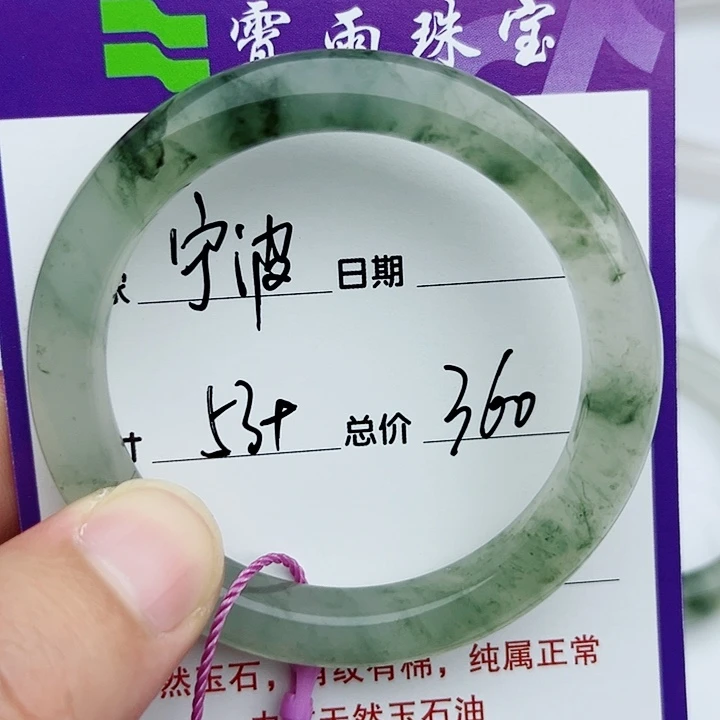 霄雨珠宝
宁波 日期
寸 53+ 总价 360
然玉石，有纹有棉，纯属正常
天然玉石油